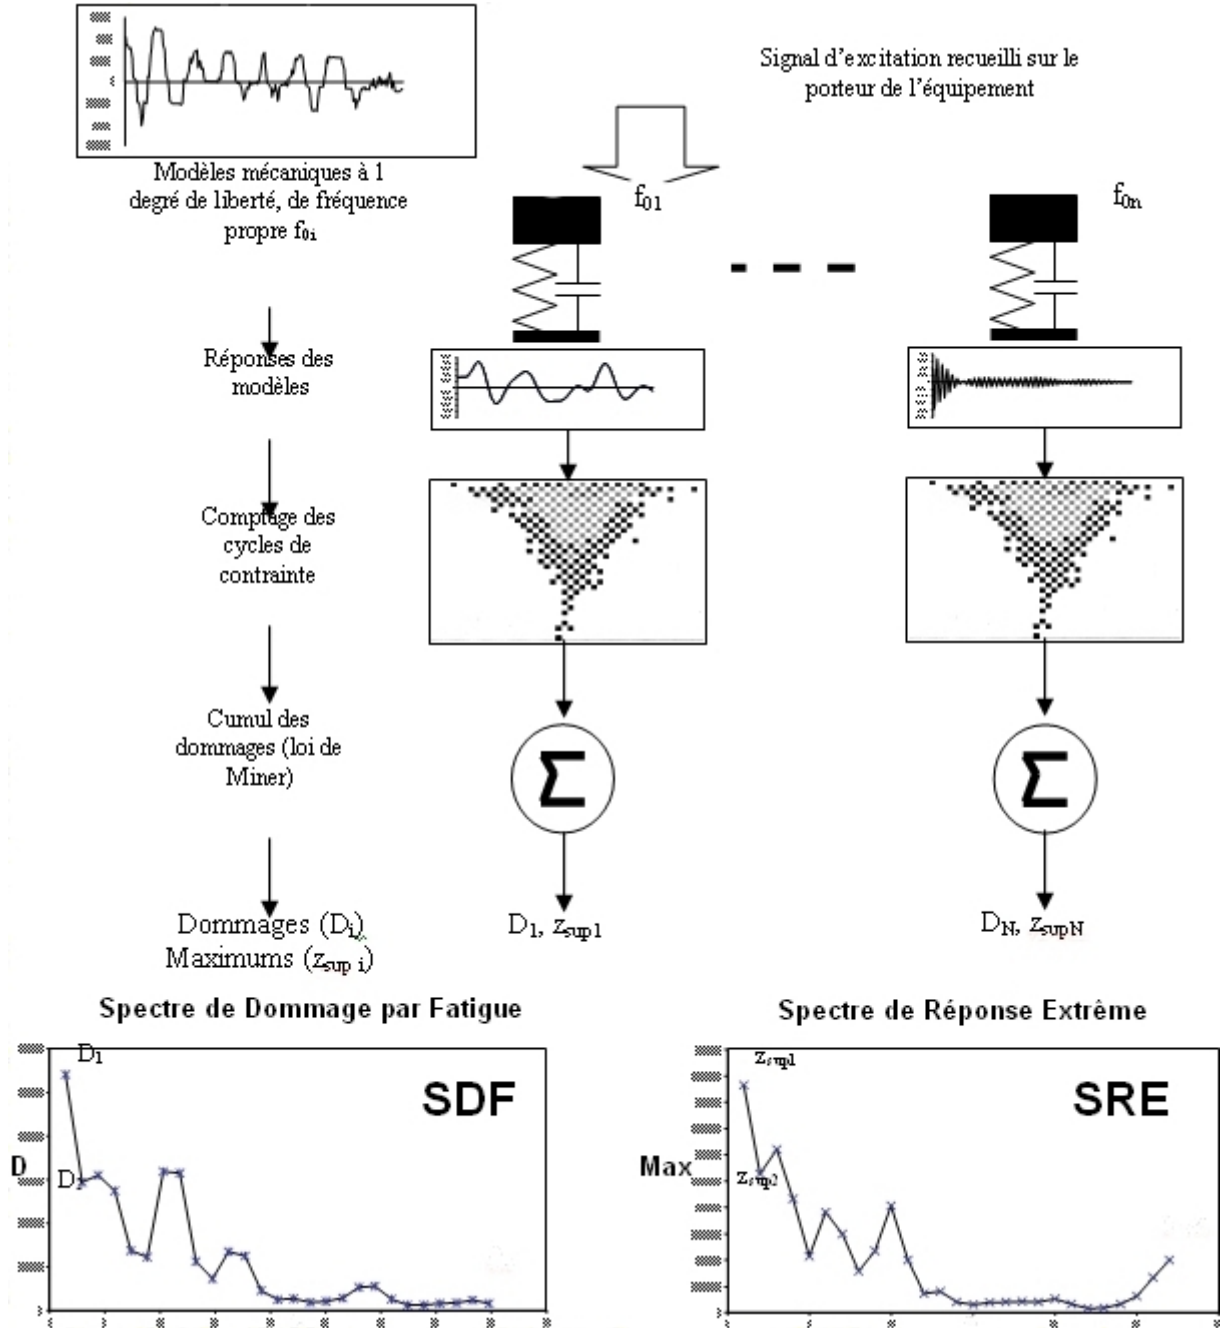 Signal d'excitation recueilli sur le
porteur de l'équipement
Modèles mécaniques à 1
degré de liberté, de fréquence
propre f0i
f01
f0n
Réponses des
modèles
Comptage des
cycles de
contrainte
Cumul des
dommages (loi de
Miner)
Dommages (Di)
Maximums (zsup i)
D1, zsup1
DN, zsupN
Spectre de Dommage par Fatigue
Spectre de Réponse Extrême
D1
SDF
D
zsup1
SRE
Max
zsup2